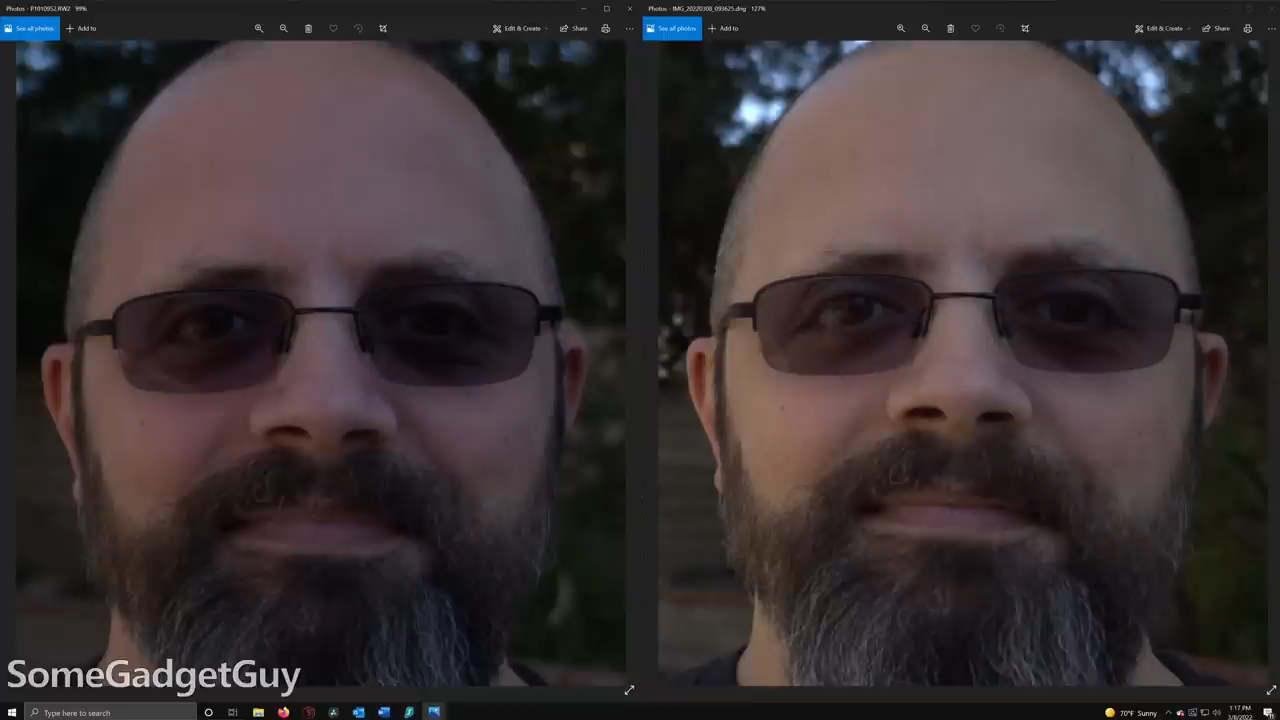 Photos - P1010952.RW2 99%
See all photos
Add to
Edit & Create
Share
Photos - IMG_20220308_093625.dng 127%
See all photos
Add to
Edit & Create
Share
SomeGadgetGuy
Type here to search
70°F Sunny
1:17 PM
3/8/2022